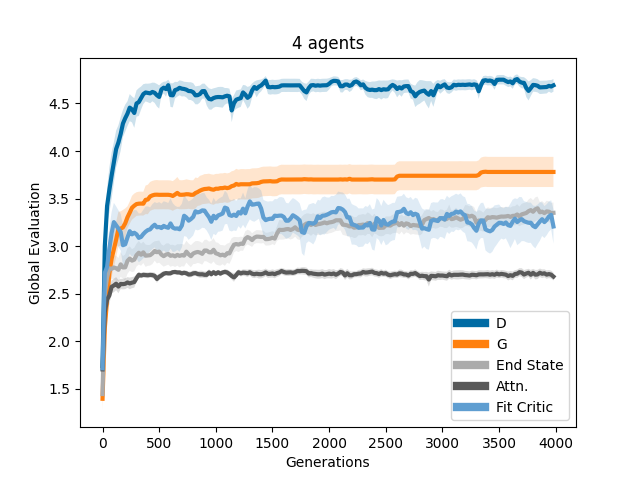 4 agents
Global Evaluation
4.5
4.0
3.5
3.0
2.5
2.0
1.5
0 500 1000 1500 2000 2500 3000 3500 4000
Generations
D
G
End State
Attn.
Fit Critic